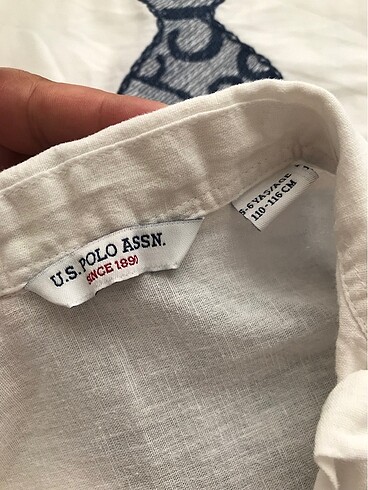 U.S. POLO ASSN.
SINCE 1890
5-6 YAŞ/AGE
110-116 CM